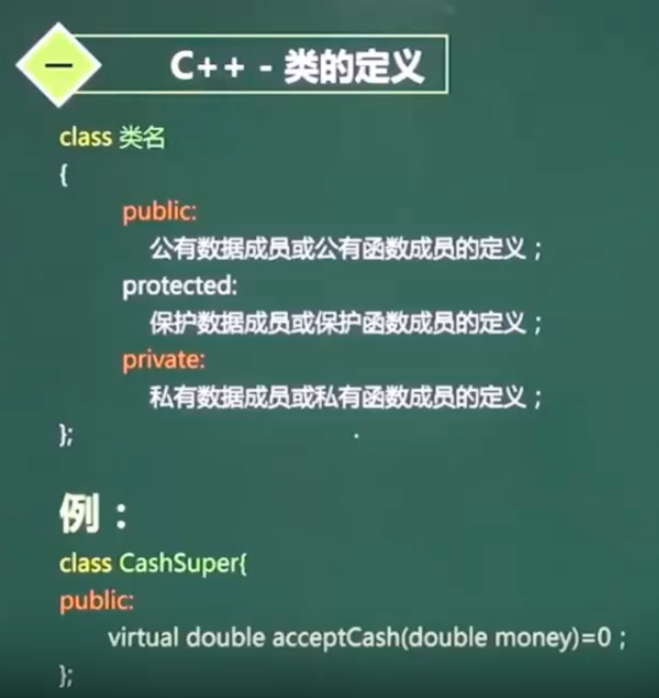 一
C++ - 类的定义
class 类名
{
public:
公有数据成员或公有函数成员的定义；
protected:
保护数据成员或保护函数成员的定义；
private:
私有数据成员或私有函数成员的定义；
};
例：
class CashSuper{
public:
virtual double acceptCash(double money)=0；
};